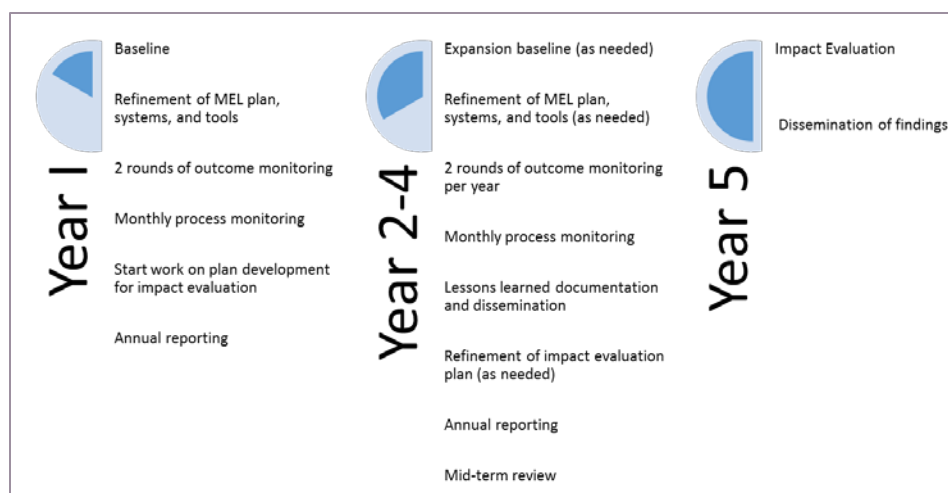 Year I
Baseline
Refinement of MEL plan,
systems, and tools
2 rounds of outcome monitoring
Monthly process monitoring
Start work on plan development
for impact evaluation
Annual reporting
Year 2-4
Expansion baseline (as needed)
Refinement of MEL plan,
systems, and tools (as needed)
2 rounds of outcome monitoring
per year
Monthly process monitoring
Lessons learned documentation
and dissemination
Refinement of impact evaluation
plan (as needed)
Annual reporting
Mid-term review
Year 5
Impact Evaluation
Dissemination of findings